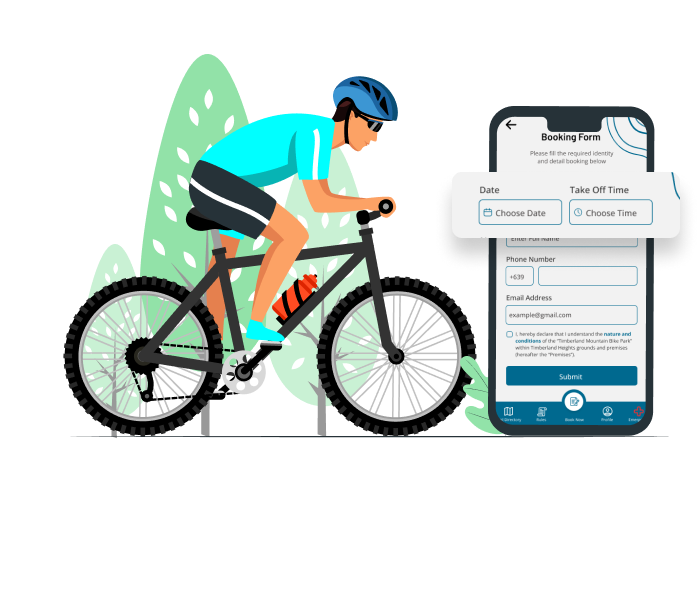 Booking Form
Please fill the required identity
and detail booking below
Date
Take Off Time
Choose Date
Choose Time
Enter Full Name
Phone Number
+639
Email Address
example@gmail.com
I, hereby declare that I understand the nature and
conditions of the "Timberland Mountain Bike Park"
within Timberland Heights grounds and premises
(hereafter the "Premises").
Submit
Directory
Rules
Book Now
Profile